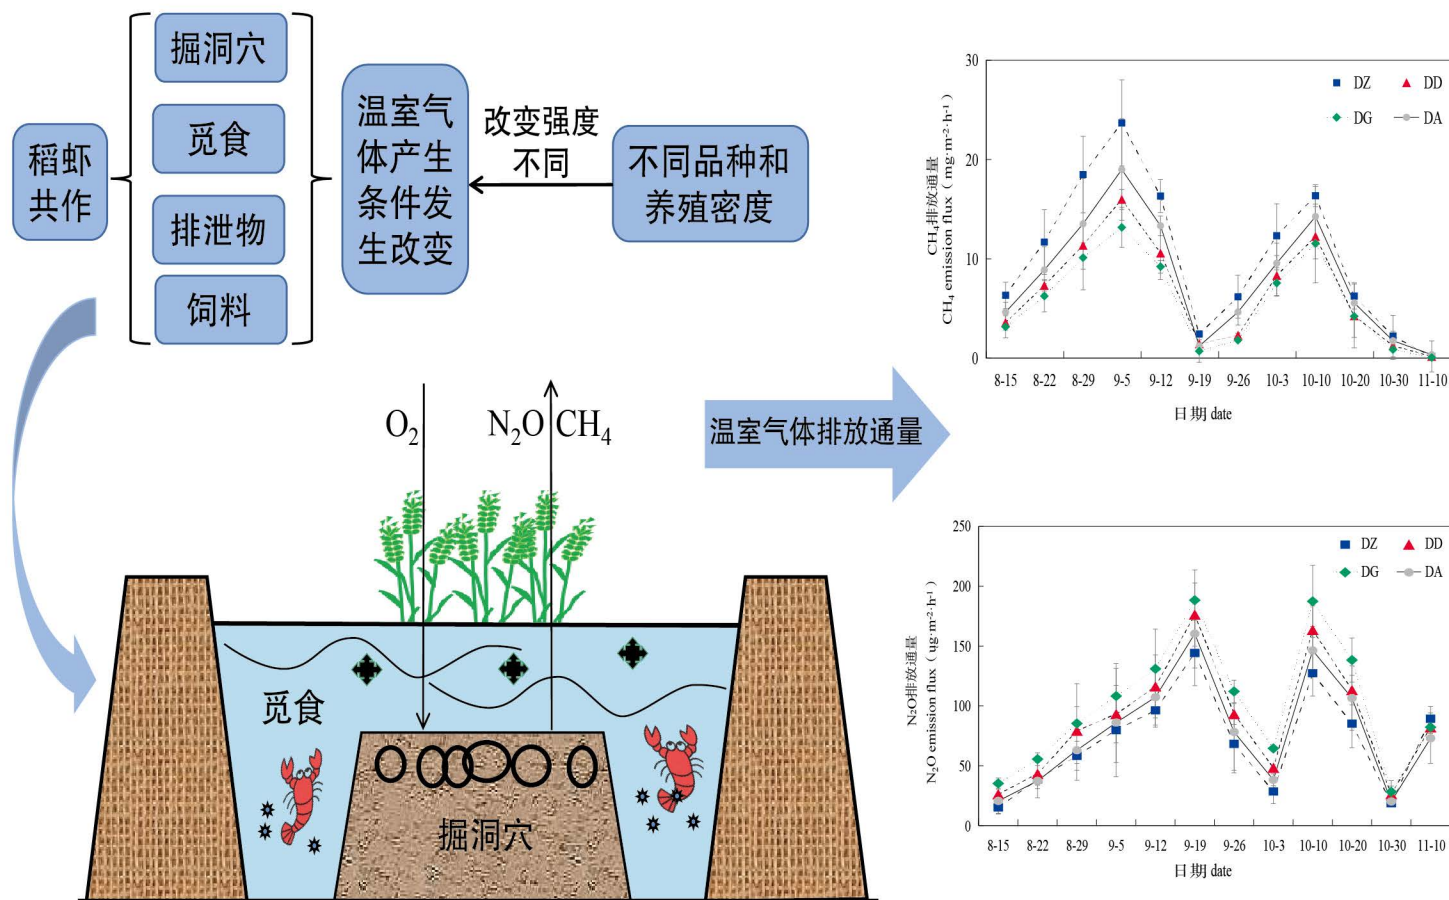 稻虾
共作
掘洞穴
觅食
排泄物
饲料
温室气
体产生
条件发
生改变
改变强度
不同
不同品种和
养殖密度
O₂
N₂O
CH₄
温室气体排放通量
觅食
掘洞穴
CH₄排放通量
CH₄ emission flux（mg·m⁻²·h⁻¹）
30
20
10
0
DZ
DD
DG
DA
8-15
8-22
8-29
9-5
9-12
9-19
9-26
10-3
10-10
10-20
10-30
11-10
日期 date
N₂O排放通量
N₂O emission flux（ug·m⁻²·h⁻¹）
250
200
150
100
50
0
DZ
DD
DG
DA
8-15
8-22
8-29
9-5
9-12
9-19
9-26
10-3
10-10
10-20
10-30
11-10
日期 date